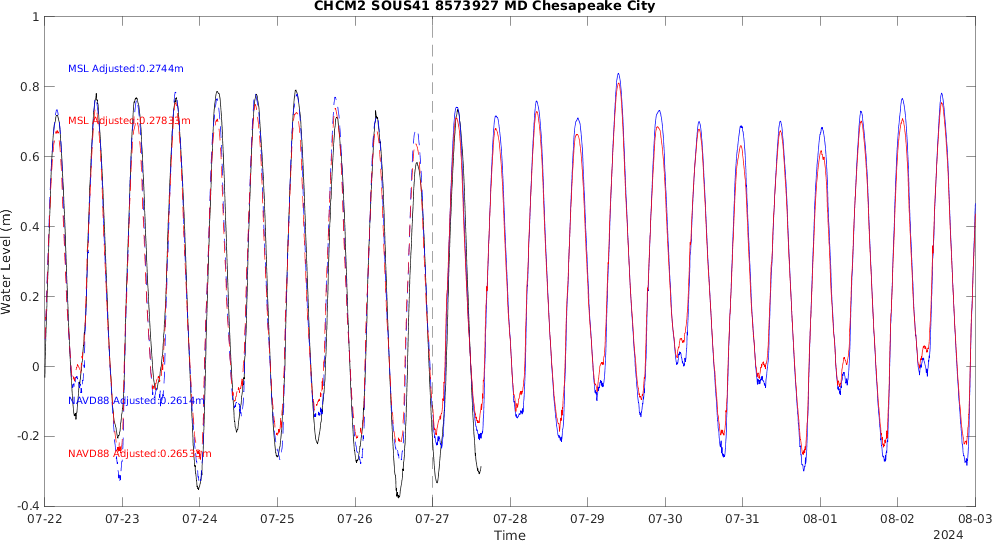 CHCM2 SOUS41 8573927 MD Chesapeake City
Water Level (m)
1
0.8
0.6
0.4
0.2
0
-0.2
-0.4
MSL Adjusted:0.2744m
MSL Adjusted:0.27833m
NAVD88 Adjusted:0.2614m
NAVD88 Adjusted:0.26533m
07-22 07-23 07-24 07-25 07-26 07-27 07-28 07-29 07-30 07-31 08-01 08-02 08-03
Time
2024